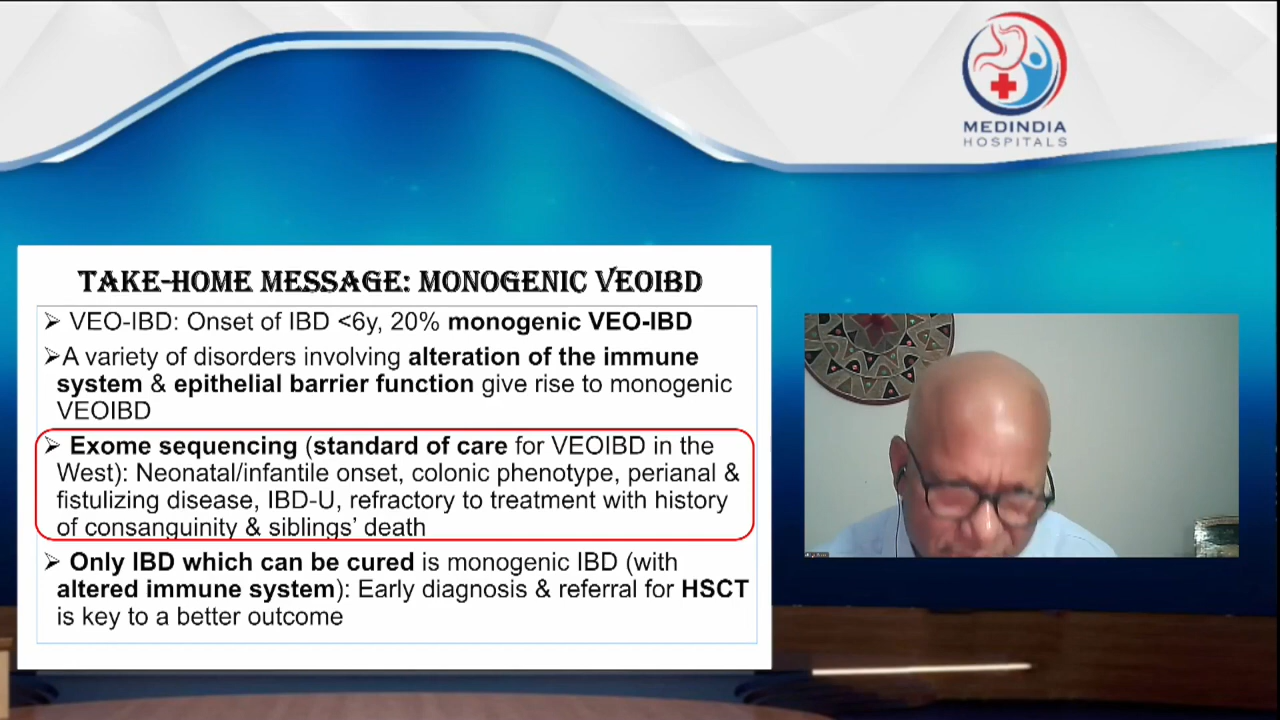 MEDINDIA
HOSPITALS
TAKE-HOME MESSAGE: MONOGENIC VEOIBD
➢ VEO-IBD: Onset of IBD <6y, 20% monogenic VEO-IBD
➢A variety of disorders involving alteration of the immune
system & epithelial barrier function give rise to monogenic
VEOIBD
➢ Exome sequencing (standard of care for VEOIBD in the
West): Neonatal/infantile onset, colonic phenotype, perianal &
fistulizing disease, IBD-U, refractory to treatment with history
of consanguinity & siblings' death
➢ Only IBD which can be cured is monogenic IBD (with
altered immune system): Early diagnosis & referral for HSCT
is key to a better outcome